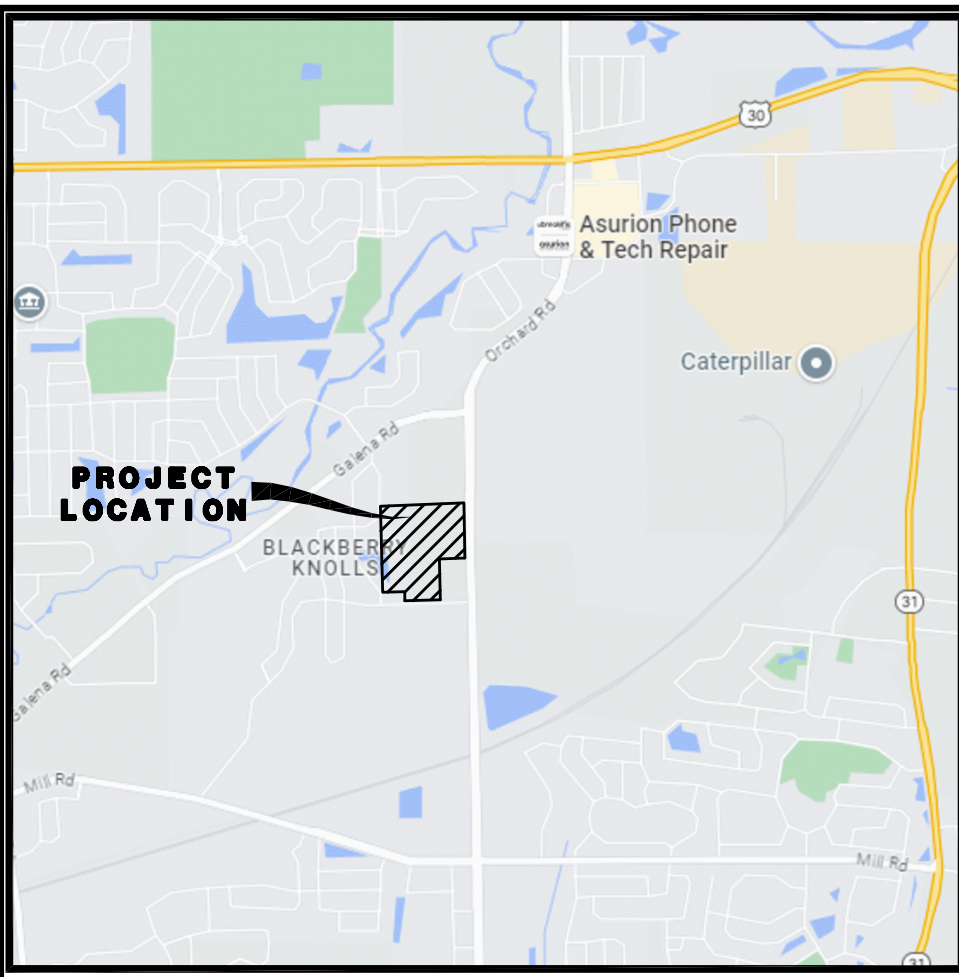 30
Asurion Phone
& Tech Repair
asurion
Orchard Rd
Caterpillar
Galena Rd
PROJECT
LOCATION
BLACKBERRY
KNOLLS
31
Galena Rd
Mill Rd
Mill Rd
31